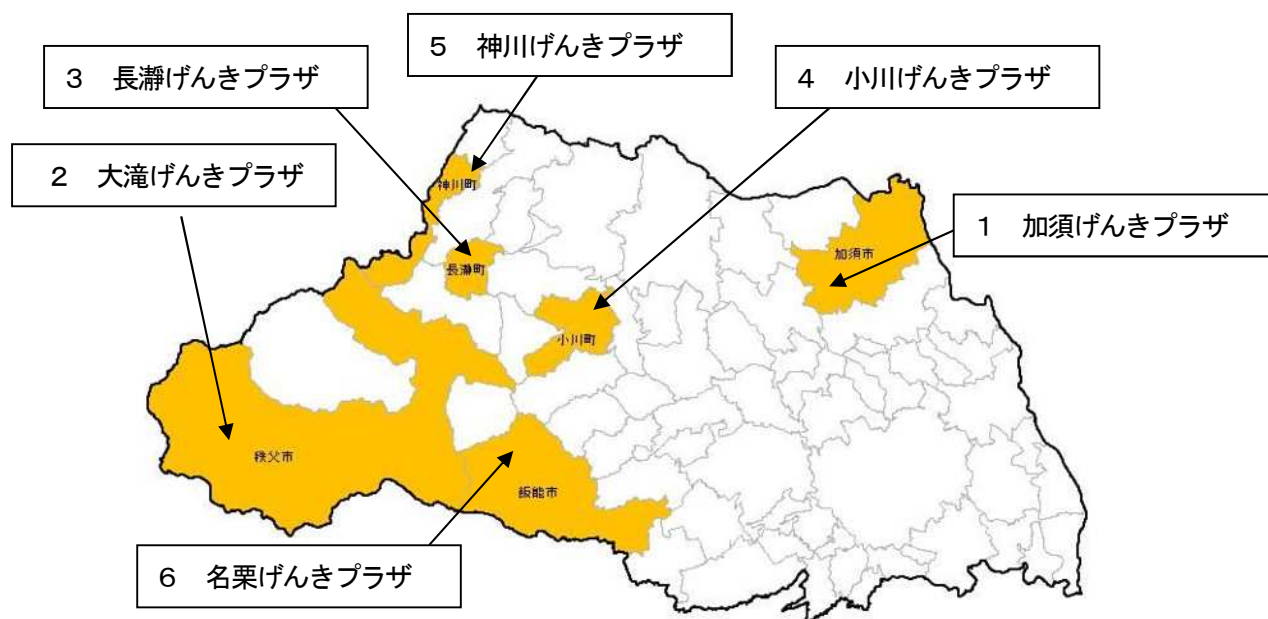 5 神川げんきプラザ
3 長瀞げんきプラザ
4 小川げんきプラザ
2 大滝げんきプラザ
1 加須げんきプラザ
神川町
加須市
長瀞町
小川町
秩父市
飯能市
6 名栗げんきプラザ